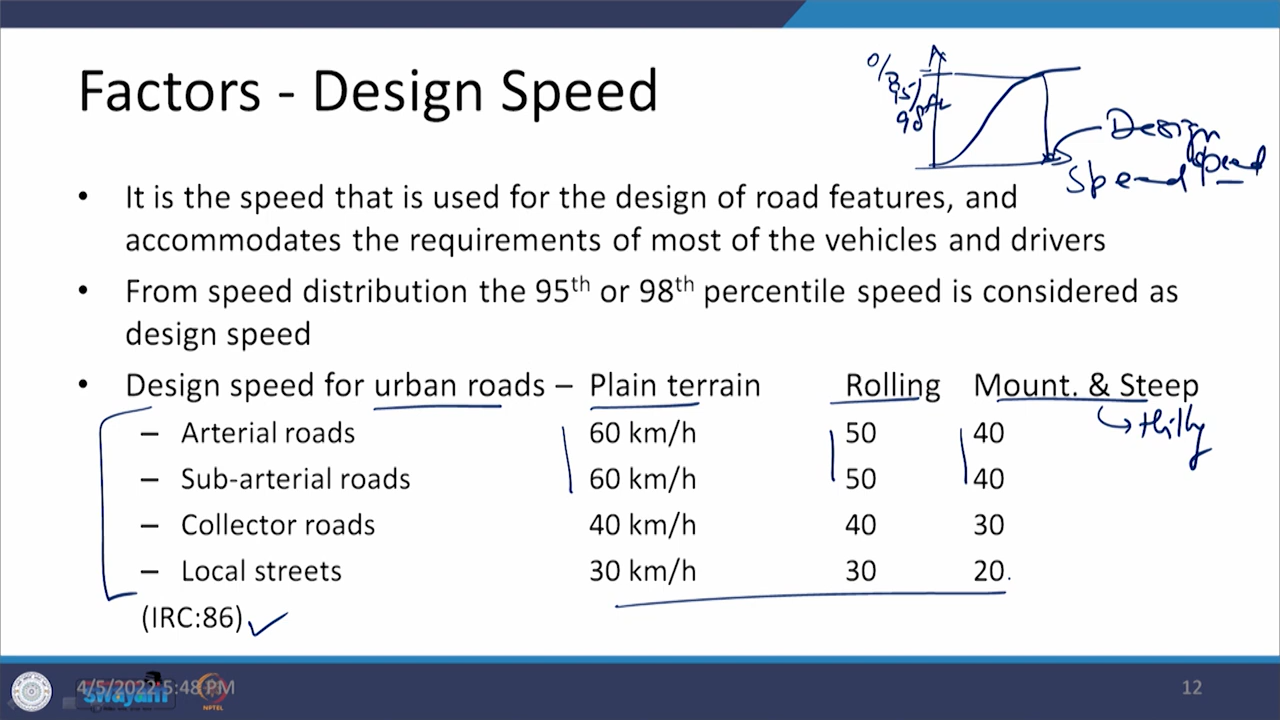 Factors - Design Speed
Design
Speed
• It is the speed that is used for the design of road features, and
accommodates the requirements of most of the vehicles and drivers
• From speed distribution the 95th or 98th percentile speed is considered as
design speed
• Design speed for urban roads – Plain terrain Rolling Mount. & Steep
Hilly
– Arterial roads 60 km/h 50 40
– Sub-arterial roads 60 km/h 50 40
– Collector roads 40 km/h 40 30
– Local streets 30 km/h 30 20
(IRC:86)
4/5/2022 5:48 PM
swayam
NPTEL
12